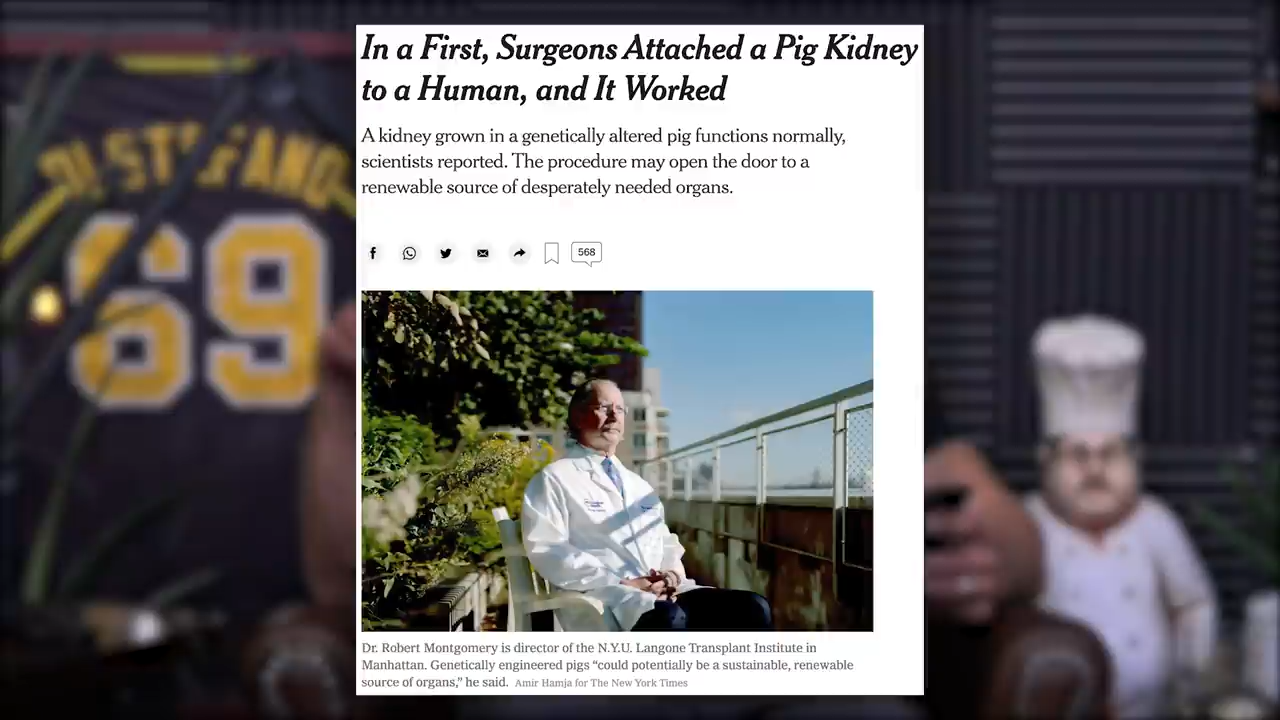 In a First, Surgeons Attached a Pig Kidney
to a Human, and It Worked
A kidney grown in a genetically altered pig functions normally,
scientists reported. The procedure may open the door to a
renewable source of desperately needed organs.
568
DI STEFANO
69
Dr. Robert Montgomery is director of the N.Y.U. Langone Transplant Institute in
Manhattan. Genetically engineered pigs “could potentially be a sustainable, renewable
source of organs,” he said. Amir Hamja for The New York Times